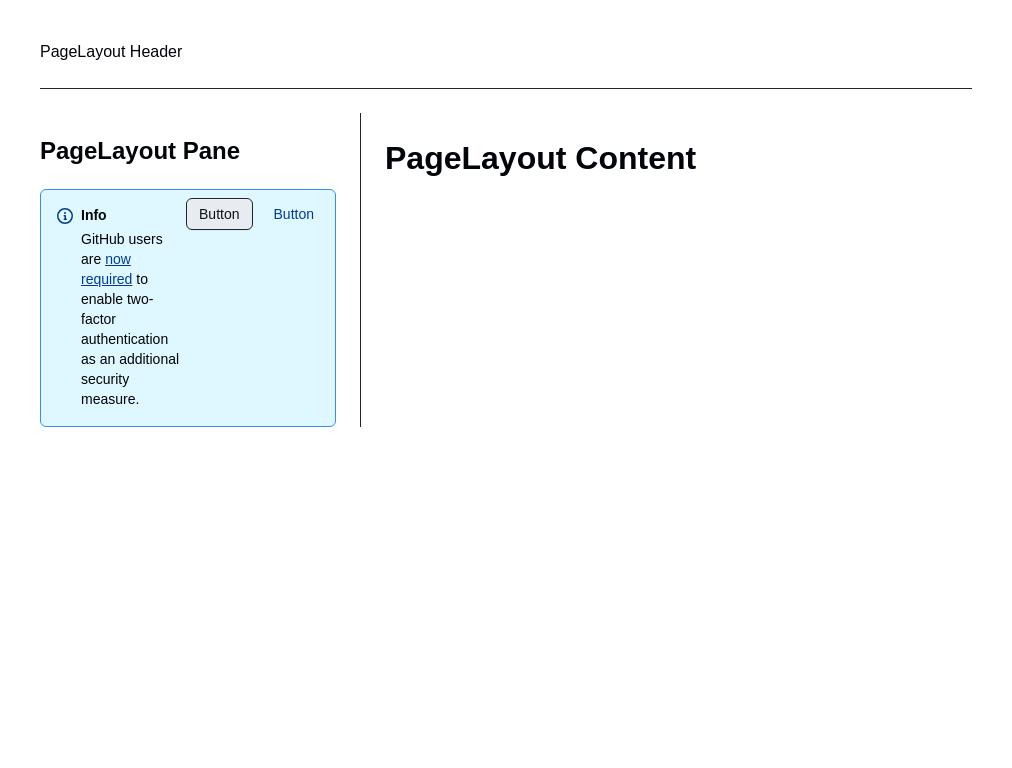 PageLayout Header
PageLayout Pane
Info
Button
Button
GitHub users
are now
required to
enable two-
factor
authentication
as an additional
security
measure.
PageLayout Content